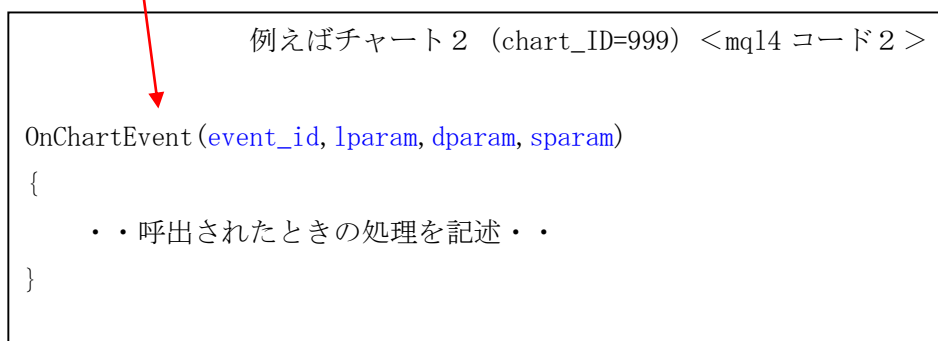 例えばチャート２ (chart_ID=999) ＜mql4 コード２＞
OnChartEvent(event_id,lparam,dparam,sparam)
{
・・呼出されたときの処理を記述・・
}